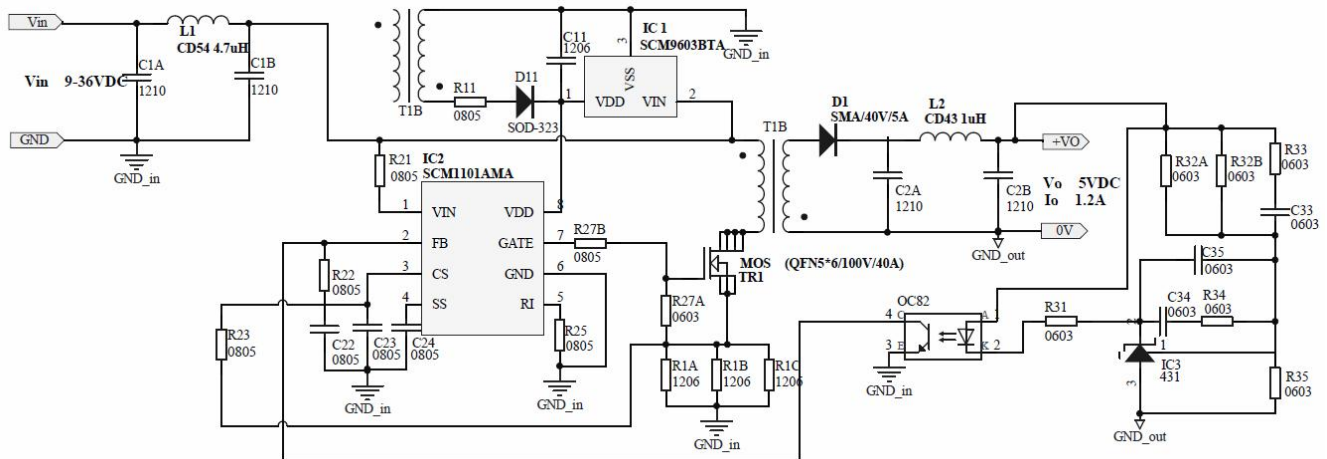 Vin
L1
CD54 4.7uH
C1A
1210
C1B
1210
Vin 9-36VDC
GND
GND_in
T1B
R11
0805
D11
SOD-323
C11
1206
IC 1
SCM9603BTA
3
VSS
1
VDD
VIN
2
GND_in
R21
0805
IC2
SCM1101AMA
1
VIN
VDD
8
2
FB
GATE
7
3
CS
GND
6
4
SS
RI
5
R22
0805
C22
0805
R23
0805
C23
0805
C24
0805
GND_in
R25
0805
GND_in
R27B
0805
R27A
0603
R1A
1206
R1B
1206
R1C
1206
GND_in
T1B
MOS (QFN5*6/100V/40A)
TR1
D1
SMA/40V/5A
L2
CD43 1uH
C2A
1210
C2B
1210
+VO
Vo 5VDC
Io 1.2A
0V
GND_out
R32A
0603
R32B
0603
R33
0603
C33
0603
C35
0603
C34
0603
R34
0603
OC82
4
C
A
1
3
E
K
2
GND_in
R31
0603
2
1
IC3
431
3
R35
0603
GND_out